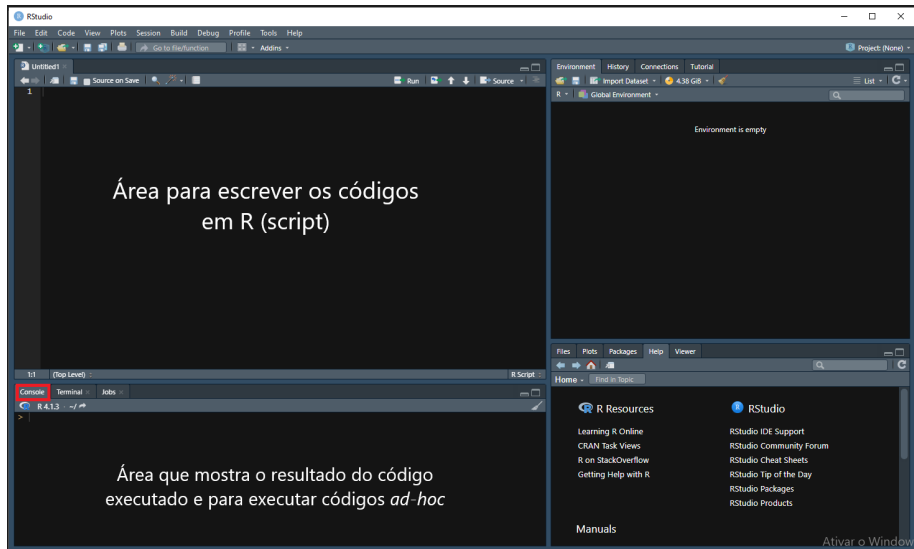 RStudio
File Edit Code View Plots Session Build Debug Profile Tools Help
Go to file/function Addins Project: (None)
Untitled1
Source on Save Run Source
1
Área para escrever os códigos
em R (script)
1:1 (Top Level) R Script
Console Terminal Jobs
R 4.1.3 · ~/
>
Área que mostra o resultado do código
executado e para executar códigos ad-hoc
Environment History Connections Tutorial
Import Dataset 4.38 GiB List
R Global Environment
Environment is empty
Files Plots Packages Help Viewer
Home Find in Topic
R Resources
Learning R Online
CRAN Task Views
R on StackOverflow
Getting Help with R
RStudio
RStudio IDE Support
RStudio Community Forum
RStudio Cheat Sheets
RStudio Tip of the Day
RStudio Packages
RStudio Products
Manuals
Ativar o Window